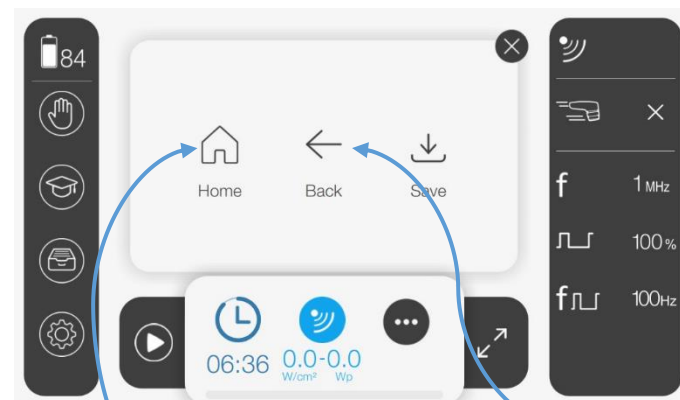 84
Home
Back
Save
06:36
0.0-0.0
W/cm² Wp
f 1 MHz
100 %
f 100Hz